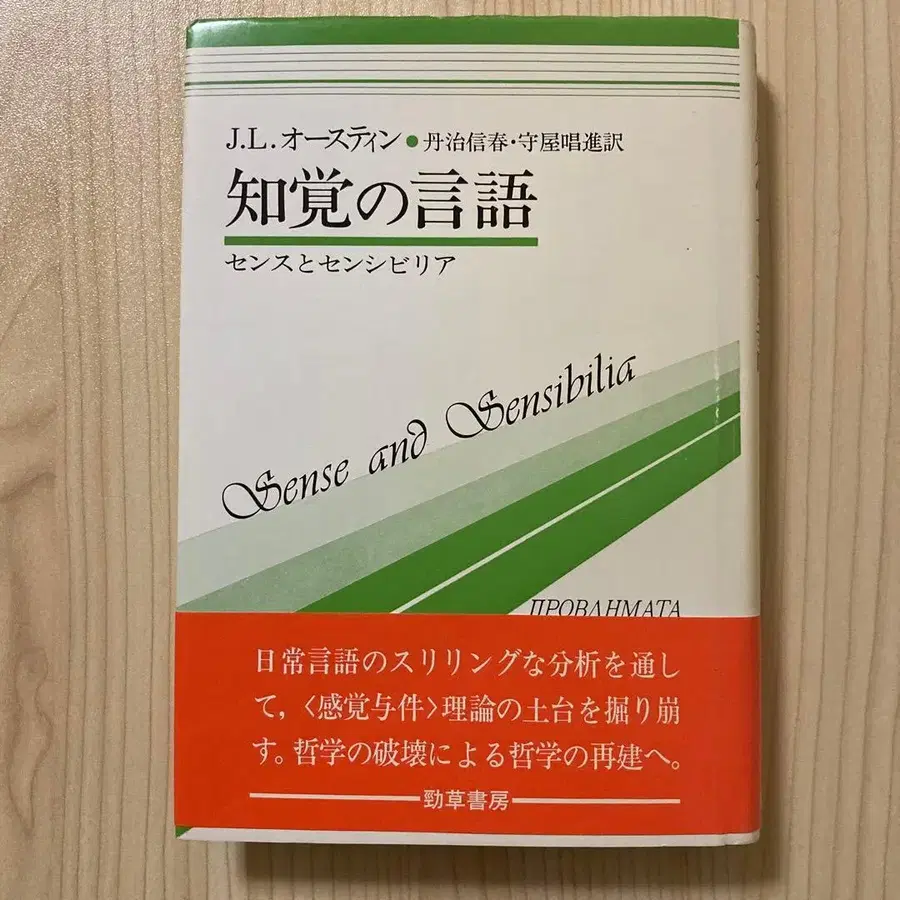 J.L.オースティン●丹治信春・守屋唱進訳
知覚の言語
センスとセンシビリア
Sense and Sensibilia
ΠΡΟΒΛΗΜΑΤΑ
日常言語のスリリングな分析を通し
て，〈感覚与件〉理論の土台を掘り崩
す。哲学の破壊による哲学の再建へ。
勁草書房